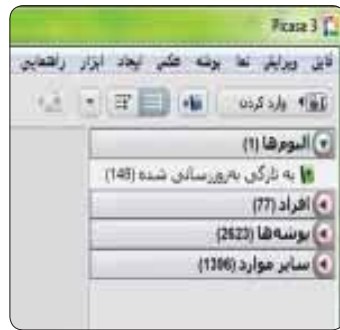 Picasa 3
فایل ویرایش نما پوشه عکس ایجاد ابزار راهنمایی
وارد کردن
آلبوم‌ها (1)
به تازگی به‌روزرسانی شده (148)
افراد (77)
پوشه‌ها (2623)
سایر موارد (1306)